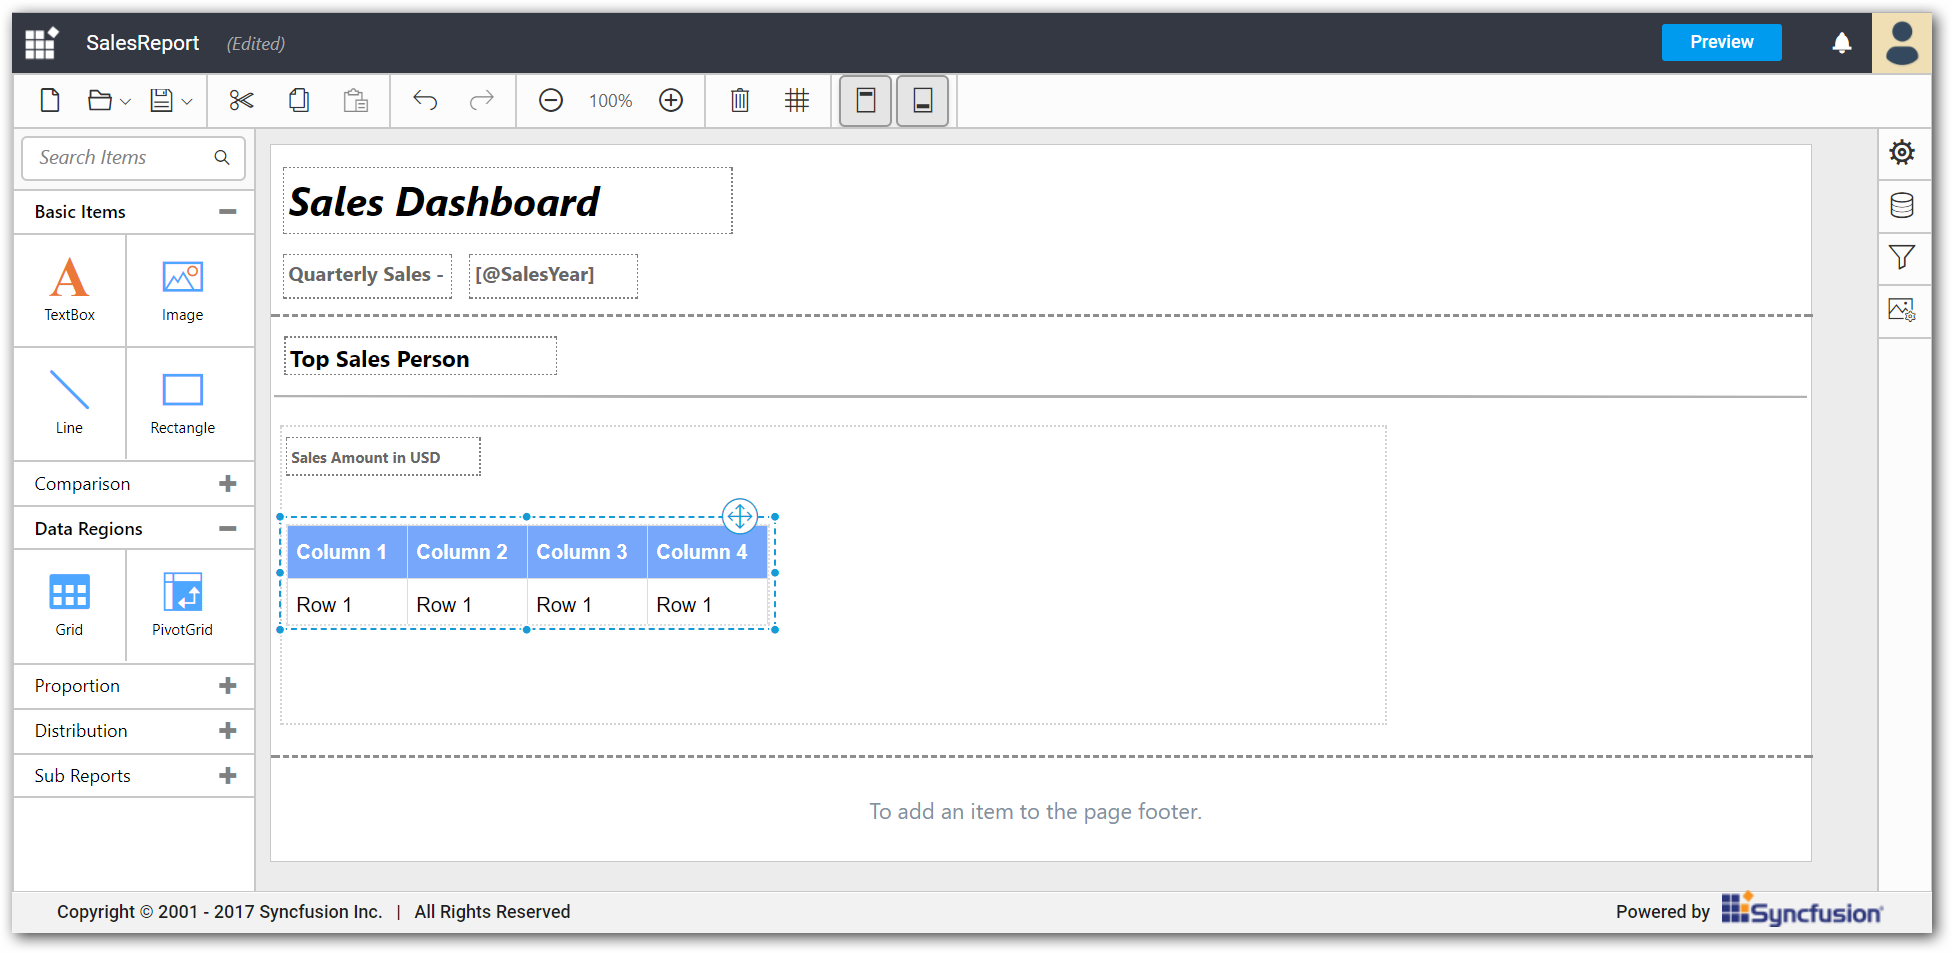 SalesReport (Edited) Preview
100%
Search Items
Basic Items
TextBox Image
Line Rectangle
Comparison
Data Regions
Grid PivotGrid
Proportion
Distribution
Sub Reports
Sales Dashboard
Quarterly Sales - [@SalesYear]
Top Sales Person
Sales Amount in USD
Column 1 Column 2 Column 3 Column 4
Row 1 Row 1 Row 1 Row 1
To add an item to the page footer.
Copyright © 2001 - 2017 Syncfusion Inc. | All Rights Reserved
Powered by Syncfusion